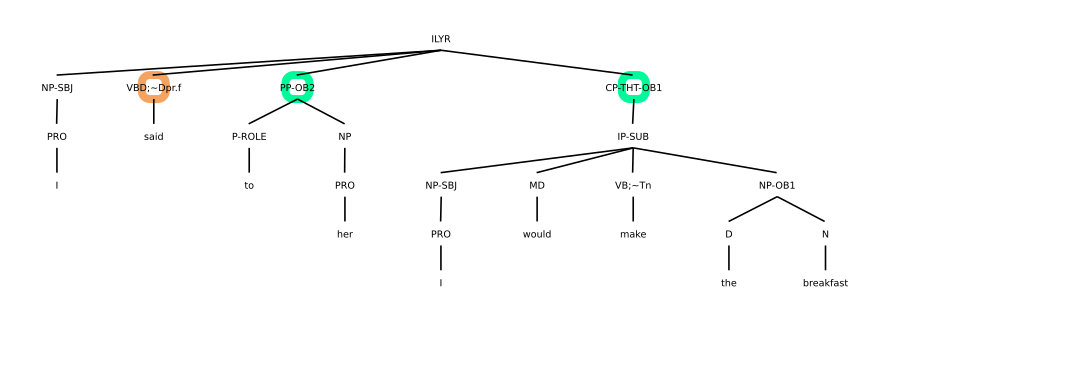 ILYR
NP-SBJ VBD;~Dpr.f PP-OB2 CP-THT-OB1
PRO said P-ROLE NP IP-SUB
I to PRO NP-SBJ MD VB;~Tn NP-OB1
her PRO would make D N
I the breakfast